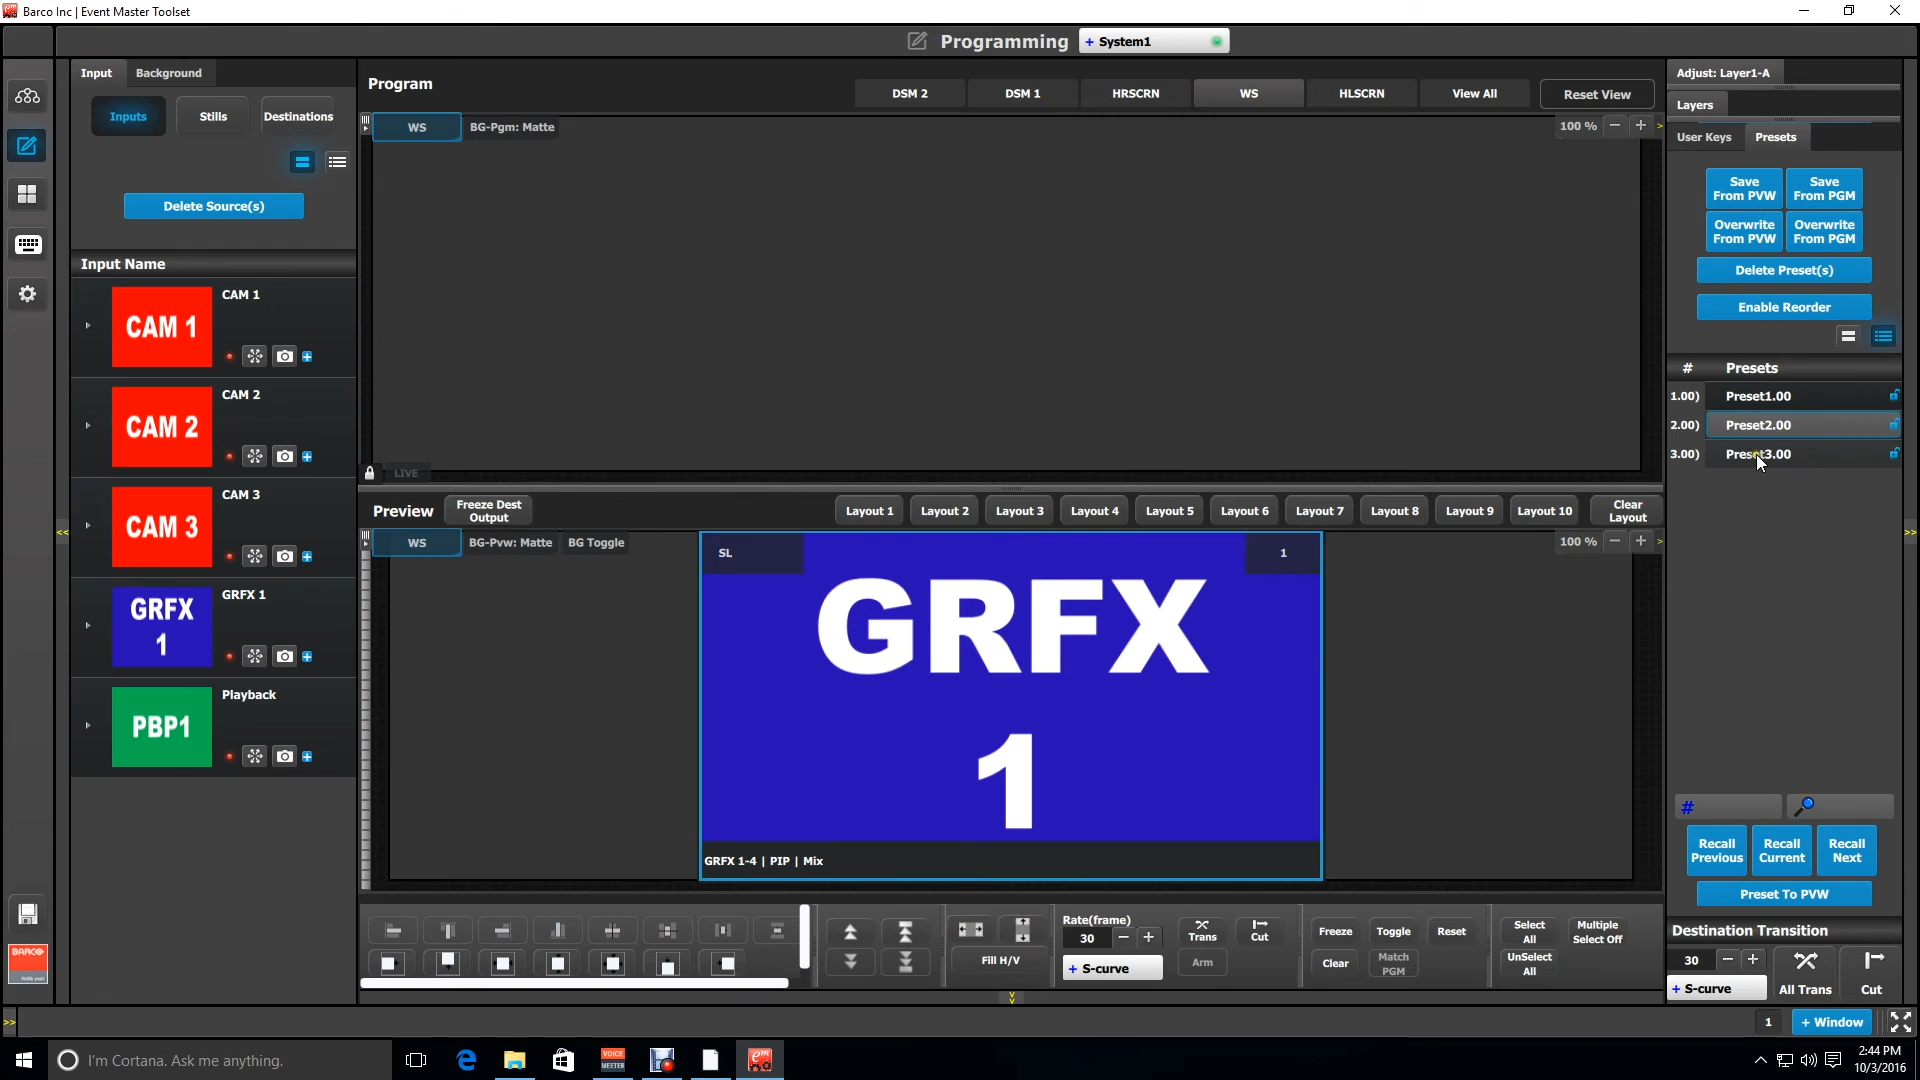 Barco Inc | Event Master Toolset
Programming
+ System1
Input
Background
Inputs
Stills
Destinations
Delete Source(s)
Input Name
CAM 1
CAM 1
CAM 2
CAM 2
CAM 3
CAM 3
GRFX 1
GRFX
1
Playback
PBP1
BARCO
Program
DSM 2
DSM 1
HRSCRN
WS
HLSCRN
View All
Reset View
WS
BG-Pgm: Matte
100 %
LIVE
Preview
Freeze Dest
Output
Layout 1
Layout 2
Layout 3
Layout 4
Layout 5
Layout 6
Layout 7
Layout 8
Layout 9
Layout 10
Clear
Layout
WS
BG-Pvw: Matte
BG Toggle
100 %
SL
1
GRFX
1
GRFX 1-4 | PIP | Mix
Fill H/V
Rate(frame)
30
+ S-curve
Trans
Cut
Arm
Freeze
Toggle
Reset
Clear
Match
PGM
Select
All
Multiple
Select Off
UnSelect
All
Adjust: Layer1-A
Layers
User Keys
Presets
Save
From PVW
Save
From PGM
Overwrite
From PVW
Overwrite
From PGM
Delete Preset(s)
Enable Reorder
# Presets
1.00) Preset1.00
2.00) Preset2.00
3.00) Preset3.00
#
Recall
Previous
Recall
Current
Recall
Next
Preset To PVW
Destination Transition
30
+ S-curve
All Trans
Cut
1
+ Window
I'm Cortana. Ask me anything.
VOICE
MEETER
em
2:44 PM
10/3/2016